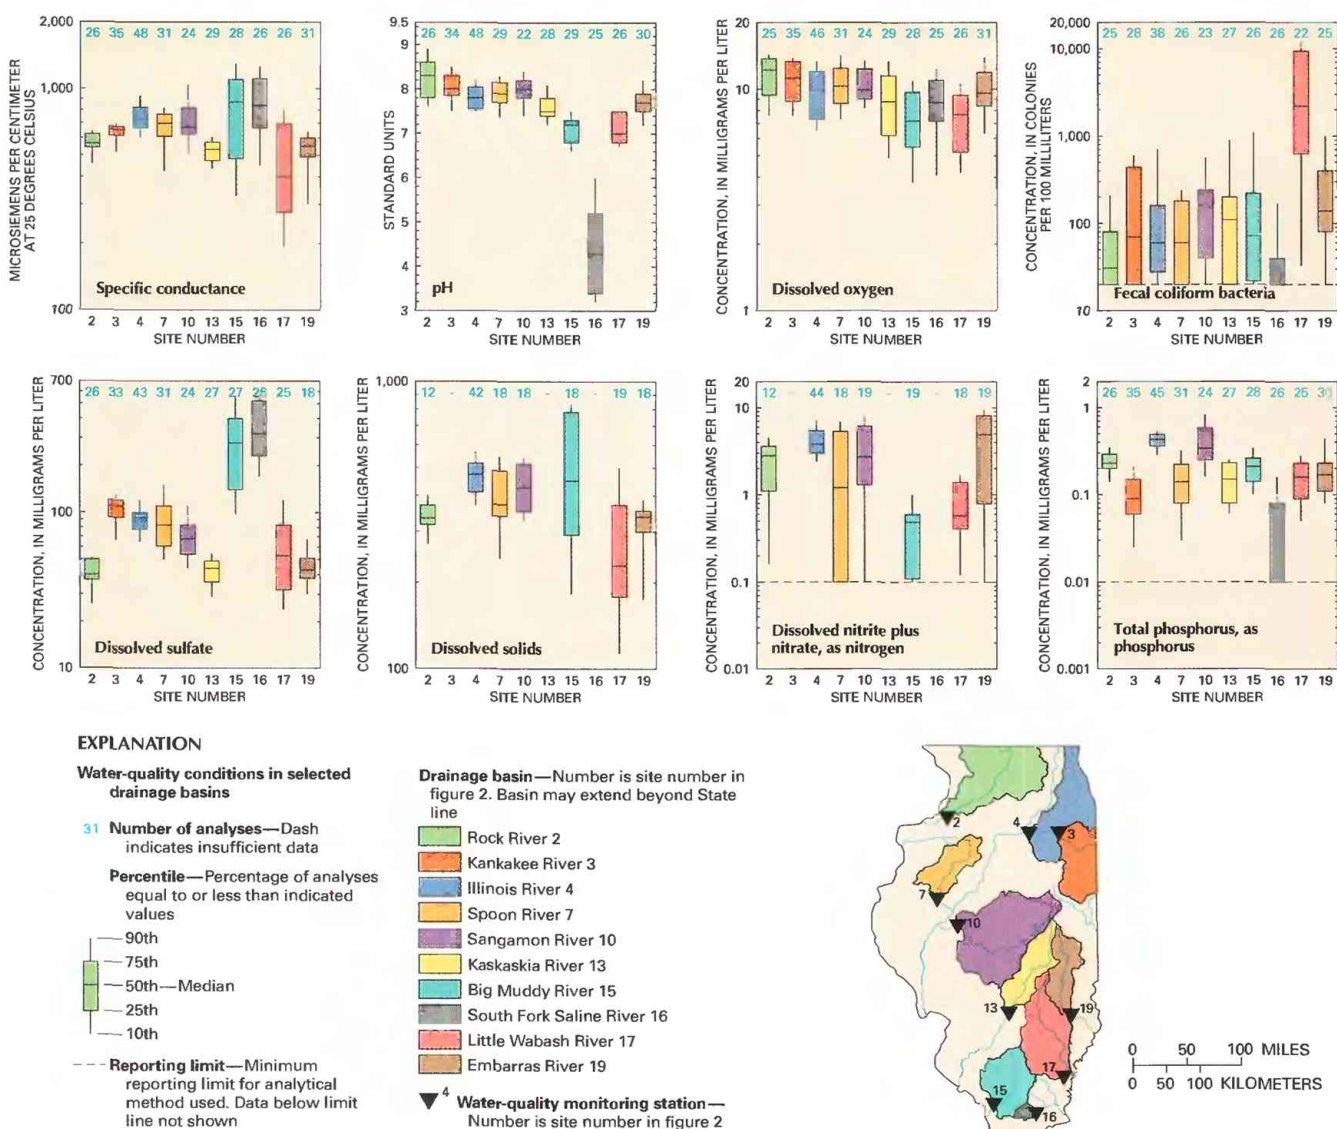 2,000
1,000
100
MICROSIEMENS PER CENTIMETER
AT 25 DEGREES CELSIUS
26 35 48 31 24 29 28 26 26 31
Specific conductance
2 3 4 7 10 13 15 16 17 19
SITE NUMBER
9.5
9
8
7
6
5
4
3
STANDARD UNITS
26 34 48 29 22 28 29 25 26 30
pH
2 3 4 7 10 13 15 16 17 19
SITE NUMBER
20
10
1
CONCENTRATION, IN MILLIGRAMS PER LITER
25 35 46 31 24 29 28 25 26 31
Dissolved oxygen
2 3 4 7 10 13 15 16 17 19
SITE NUMBER
20,000
10,000
1,000
100
10
CONCENTRATION, IN COLONIES
PER 100 MILLILITERS
25 28 38 26 23 27 26 26 22 25
Fecal coliform bacteria
2 3 4 7 10 13 15 16 17 19
SITE NUMBER
700
100
10
CONCENTRATION, IN MILLIGRAMS PER LITER
26 33 43 31 24 27 27 28 25 18
Dissolved sulfate
2 3 4 7 10 13 15 16 17 19
SITE NUMBER
1,000
100
CONCENTRATION, IN MILLIGRAMS PER LITER
12 - 42 18 18 - 18 - 19 18
Dissolved solids
2 3 4 7 10 13 15 16 17 19
SITE NUMBER
20
10
1
0.1
0.01
CONCENTRATION, IN MILLIGRAMS PER LITER
12 - 44 18 19 - 19 - 18 19
Dissolved nitrite plus
nitrate, as nitrogen
2 3 4 7 10 13 15 16 17 19
SITE NUMBER
2
1
0.1
0.01
0.001
CONCENTRATION, IN MILLIGRAMS PER LITER
26 35 45 31 24 27 28 26 25 30
Total phosphorus, as
phosphorus
2 3 4 7 10 13 15 16 17 19
SITE NUMBER
EXPLANATION
Water-quality conditions in selected
drainage basins
31 Number of analyses—Dash
indicates insufficient data
Percentile—Percentage of analyses
equal to or less than indicated
values
90th
75th
50th—Median
25th
10th
Reporting limit—Minimum
reporting limit for analytical
method used. Data below limit
line not shown
Drainage basin—Number is site number in
figure 2. Basin may extend beyond State
line
Rock River 2
Kankakee River 3
Illinois River 4
Spoon River 7
Sangamon River 10
Kaskaskia River 13
Big Muddy River 15
South Fork Saline River 16
Little Wabash River 17
Embarras River 19
4 Water-quality monitoring station—
Number is site number in figure 2
2
4
3
7
10
13
19
17
15
16
0 50 100 MILES
0 50 100 KILOMETERS